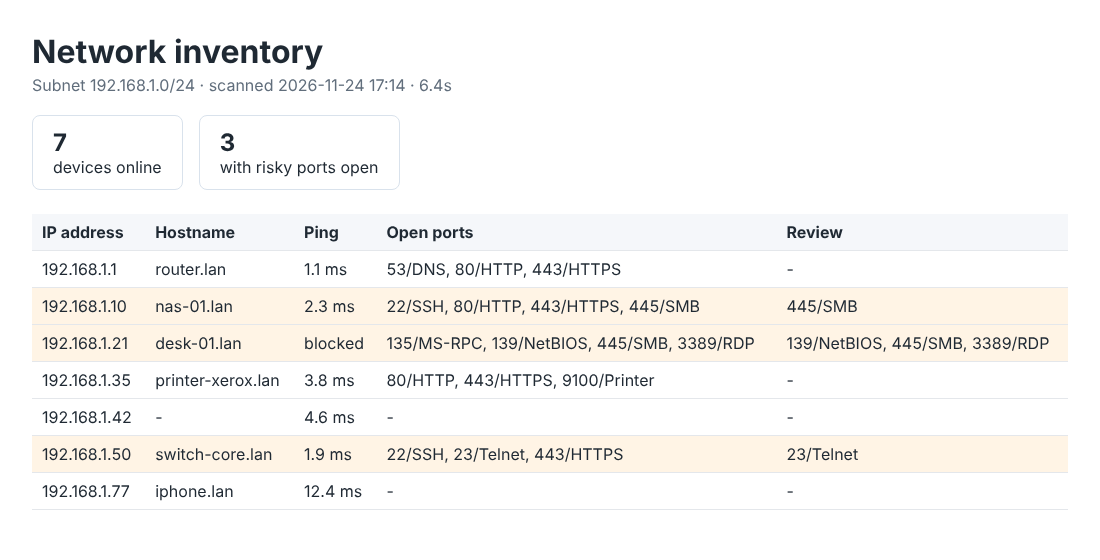 Network inventory
Subnet 192.168.1.0/24 · scanned 2026-11-24 17:14 · 6.4s
7
devices online
3
with risky ports open
IP address Hostname Ping Open ports Review
192.168.1.1 router.lan 1.1 ms 53/DNS, 80/HTTP, 443/HTTPS -
192.168.1.10 nas-01.lan 2.3 ms 22/SSH, 80/HTTP, 443/HTTPS, 445/SMB 445/SMB
192.168.1.21 desk-01.lan blocked 135/MS-RPC, 139/NetBIOS, 445/SMB, 3389/RDP 139/NetBIOS, 445/SMB, 3389/RDP
192.168.1.35 printer-xerox.lan 3.8 ms 80/HTTP, 443/HTTPS, 9100/Printer -
192.168.1.42 - 4.6 ms - -
192.168.1.50 switch-core.lan 1.9 ms 22/SSH, 23/Telnet, 443/HTTPS 23/Telnet
192.168.1.77 iphone.lan 12.4 ms - -